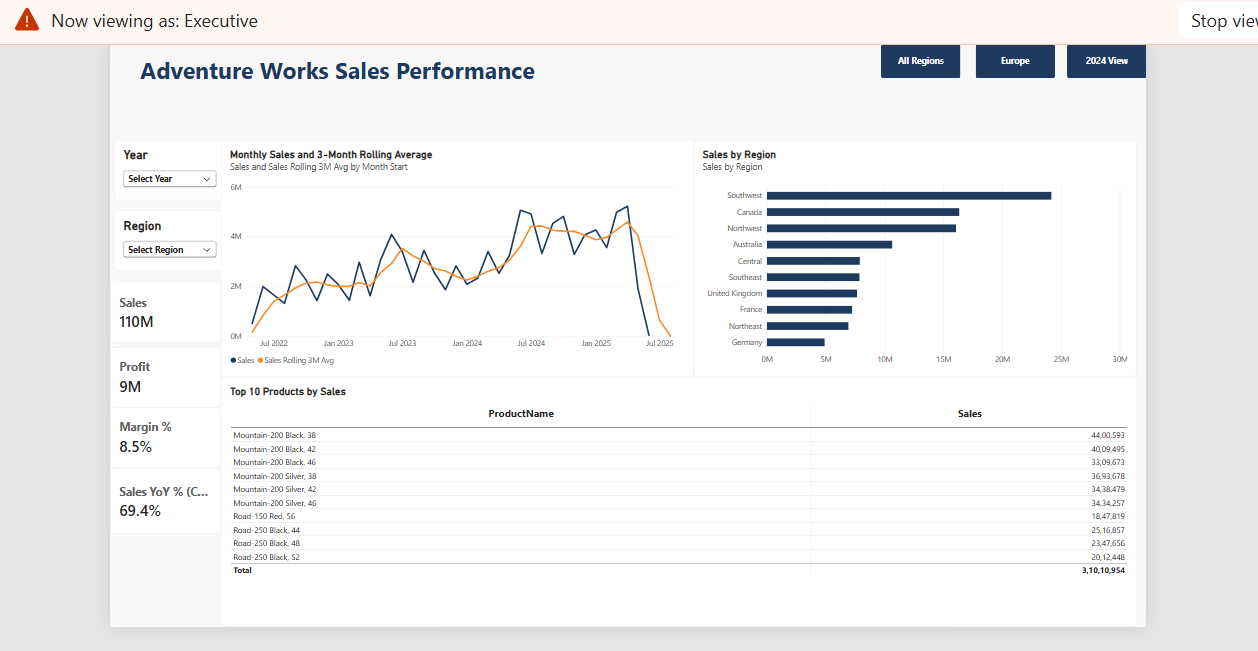 Now viewing as: Executive
Stop view
Adventure Works Sales Performance
All Regions
Europe
2024 View
Year
Select Year
Region
Select Region
Sales
110M
Profit
9M
Margin %
8.5%
Sales YoY % (C...
69.4%
Monthly Sales and 3-Month Rolling Average
Sales and Sales Rolling 3M Avg by Month Start
6M
4M
2M
0M
Jul 2022 Jan 2023 Jul 2023 Jan 2024 Jul 2024 Jan 2025 Jul 2025
Sales Sales Rolling 3M Avg
Sales by Region
Sales by Region
Southwest
Canada
Northwest
Australia
Central
Southeast
United Kingdom
France
Northeast
Germany
0M 5M 10M 15M 20M 25M 30M
Top 10 Products by Sales
ProductName Sales
Mountain-200 Black, 38 44,00,593
Mountain-200 Black, 42 40,09,495
Mountain-200 Black, 46 33,09,673
Mountain-200 Silver, 38 36,93,678
Mountain-200 Silver, 42 34,38,479
Mountain-200 Silver, 46 34,34,257
Road-150 Red, 56 18,47,819
Road-250 Black, 44 25,16,857
Road-250 Black, 48 23,47,656
Road-250 Black, 52 20,12,448
Total 3,10,10,954